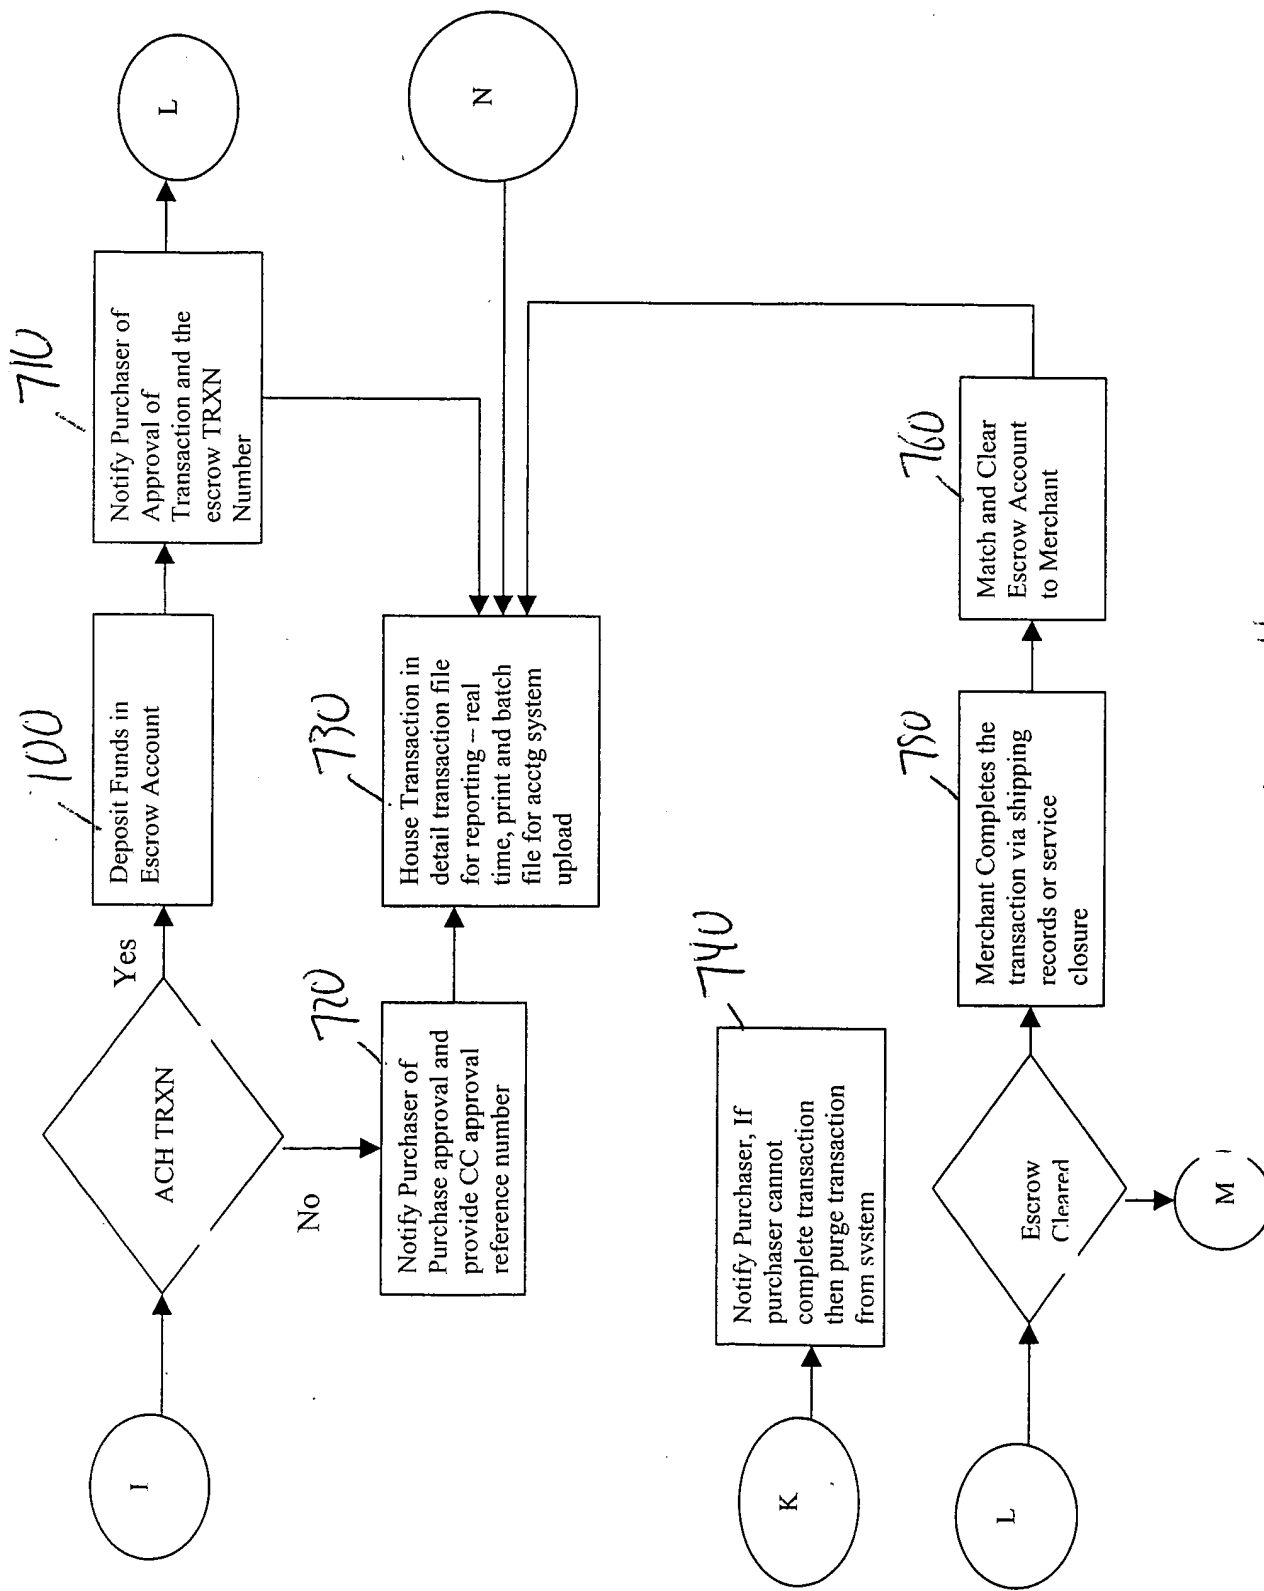 I
ACH TRXN
Yes
No
100
Deposit Funds in
Escrow Account
710
Notify Purchaser of
Approval of
Transaction and the
escrow TRXN
Number
L
720
Notify Purchaser of
Purchase approval and
provide CC approval
reference number
730
House Transaction in
detail transaction file
for reporting – real
time, print and batch
file for acctg system
upload
N
K
740
Notify Purchaser, If
purchaser cannot
complete transaction
then purge transaction
from system
L
Escrow
Cleared
M
750
Merchant Completes the
transaction via shipping
records or service
closure
760
Match and Clear
Escrow Account
to Merchant